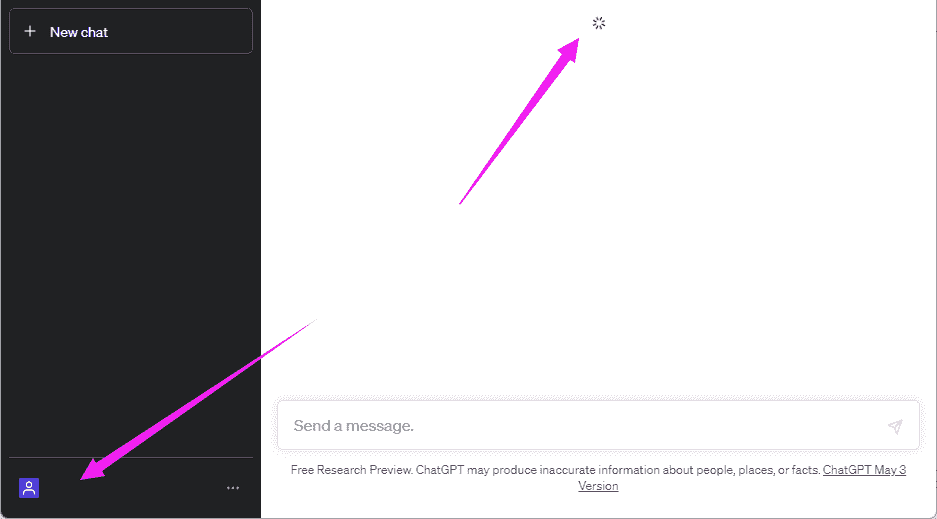 New chat
Send a message.
Free Research Preview. ChatGPT may produce inaccurate information about people, places, or facts. ChatGPT May 3
Version